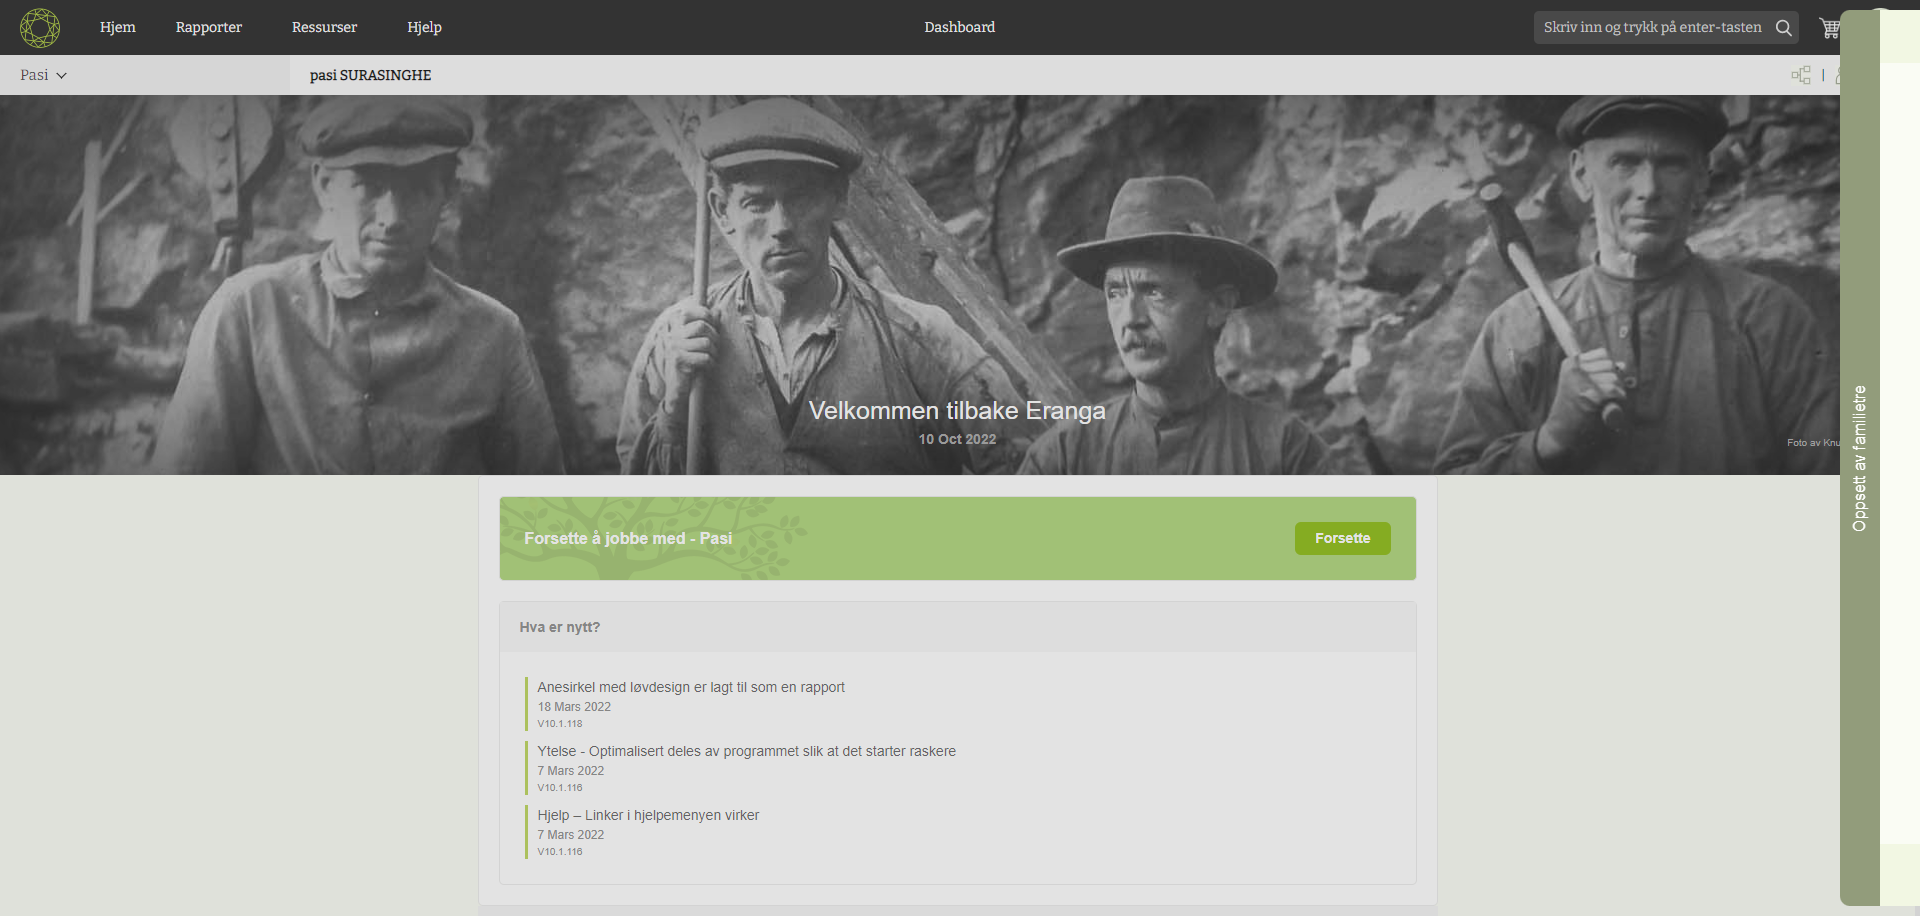 Hjem Rapporter Ressurser Hjelp Dashboard Skriv inn og trykk på enter-tasten
Pasi pasi SURASINGHE
Velkommen tilbake Eranga
10 Oct 2022
Foto av Knu
Oppsett av familietre
Forsette å jobbe med - Pasi Forsette
Hva er nytt?
Anesirkel med løvdesign er lagt til som en rapport
18 Mars 2022
V10.1.118
Ytelse - Optimalisert deles av programmet slik at det starter raskere
7 Mars 2022
V10.1.116
Hjelp – Linker i hjelpemenyen virker
7 Mars 2022
V10.1.116